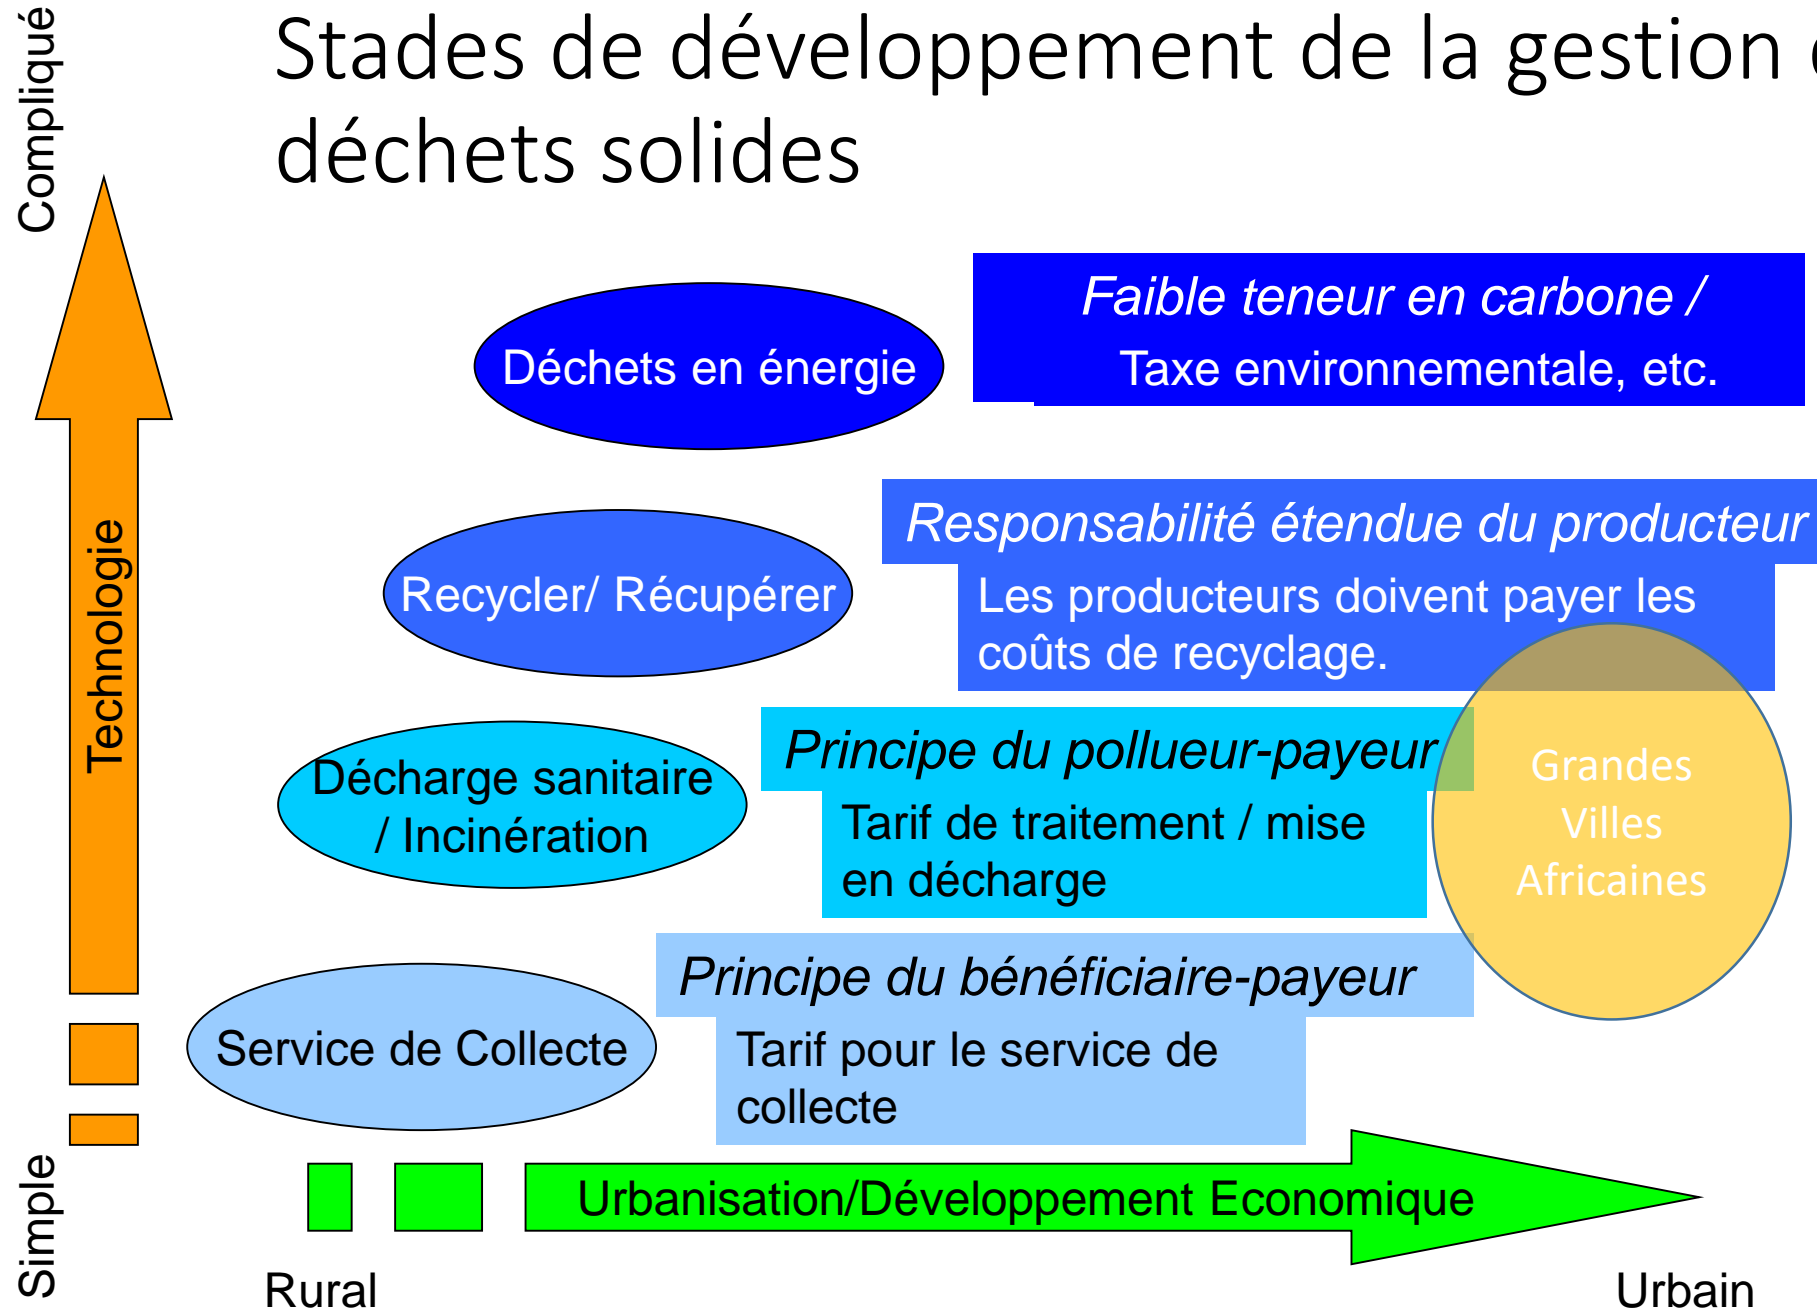 Compliqué
Stades de développement de la gestion
déchets solides
Déchets en énergie
Faible teneur en carbone /
Taxe environnementale, etc.
Technologie
Recycler/ Récupérer
Responsabilité étendue du producteur
Les producteurs doivent payer les
coûts de recyclage.
Décharge sanitaire
/ Incinération
Principe du pollueur-payeur
Tarif de traitement / mise
en décharge
Grandes
Villes
Africaines
Service de Collecte
Principe du bénéficiaire-payeur
Tarif pour le service de
collecte
Simple
Urbanisation/Développement Economique
Rural
Urbain